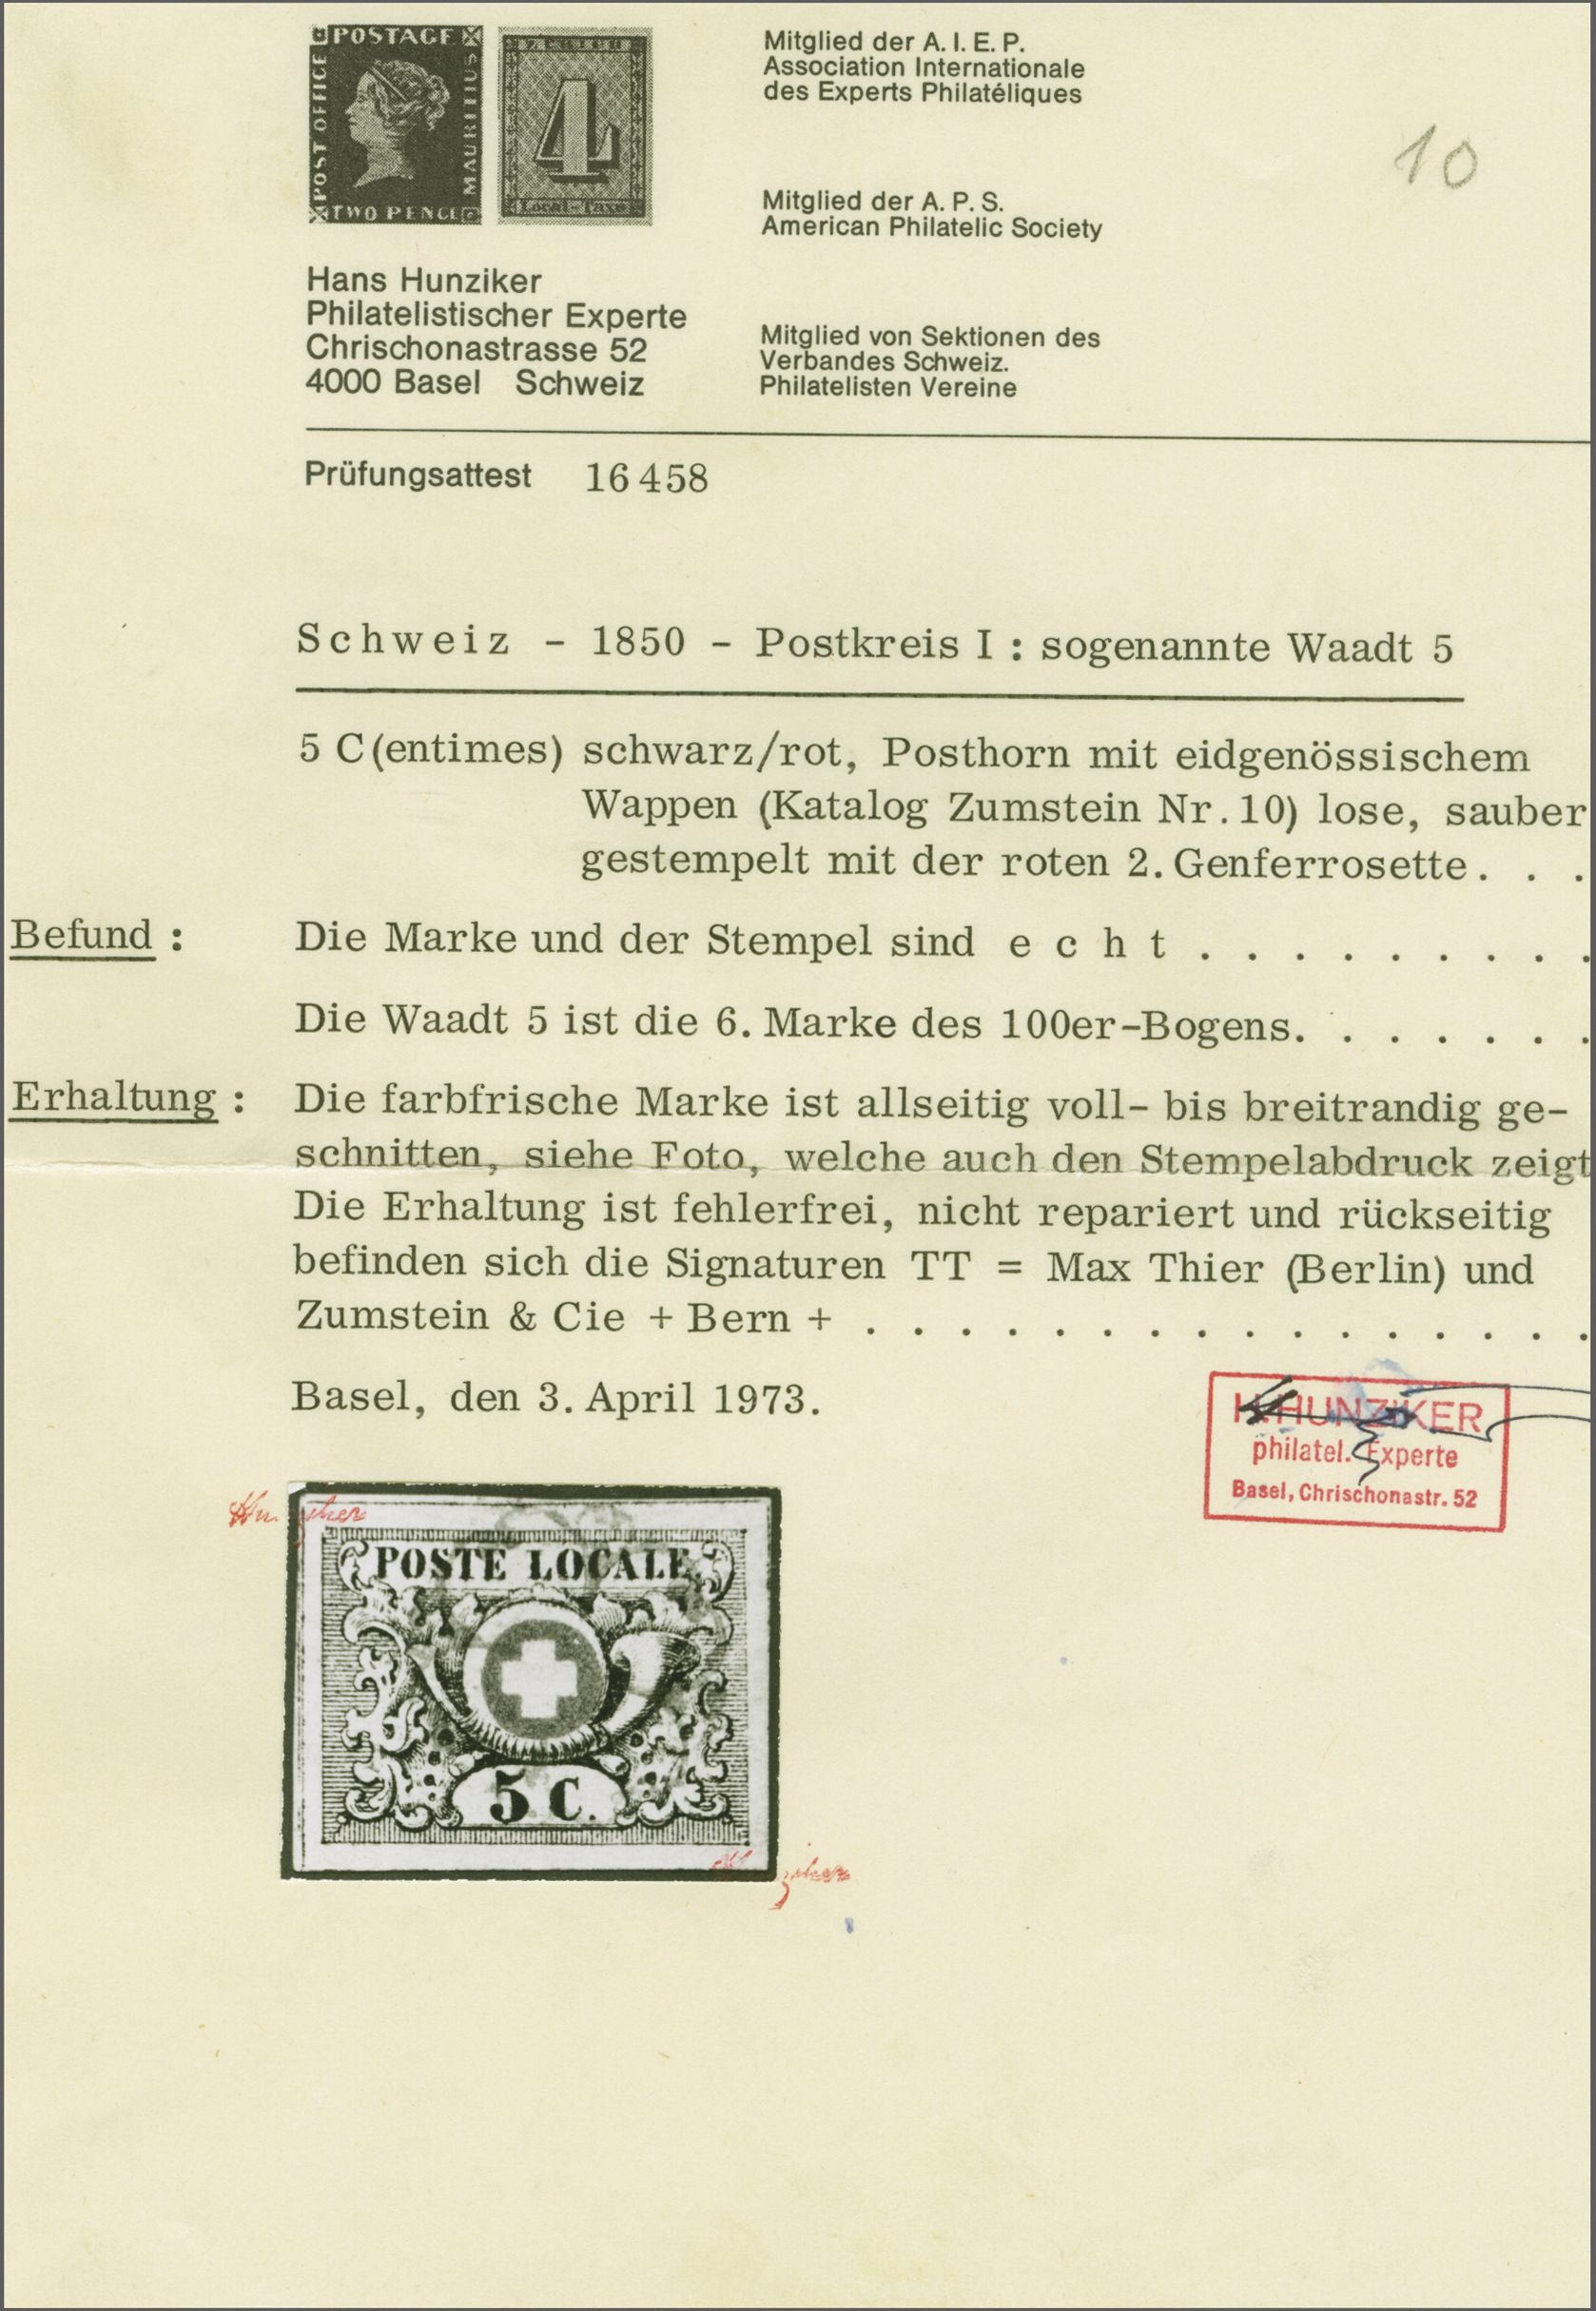 POSTAGE
POST OFFICE
MAURITIUS
TWO PENCE
ZÜRICH
4
Local-Taxe
Mitglied der A. I. E. P.
Association Internationale
des Experts Philatéliques
10
Mitglied der A. P. S.
American Philatelic Society
Hans Hunziker
Philatelistischer Experte
Chrischonastrasse 52
4000 Basel Schweiz
Mitglied von Sektionen des
Verbandes Schweiz.
Philatelisten Vereine
Prüfungsattest 16 458
Schweiz - 1850 - Postkreis I : sogenannte Waadt 5
5 C(entimes) schwarz/rot, Posthorn mit eidgenössischem
Wappen (Katalog Zumstein Nr. 10) lose, sauber
gestempelt mit der roten 2. Genferrosette. . .
Befund : Die Marke und der Stempel sind e c h t . . . . . . . . .
Die Waadt 5 ist die 6. Marke des 100er-Bogens. . . . . . .
Erhaltung : Die farbfrische Marke ist allseitig voll- bis breitrandig ge-
schnitten, siehe Foto, welche auch den Stempelabdruck zeigt
Die Erhaltung ist fehlerfrei, nicht repariert und rückseitig
befinden sich die Signaturen TT = Max Thier (Berlin) und
Zumstein & Cie + Bern + . . . . . . . . . . . . . . . .
Basel, den 3. April 1973.
H. HUNZIKER
philatel. Experte
Basel, Chrischonastr. 52
POSTE LOCALE
5 C.